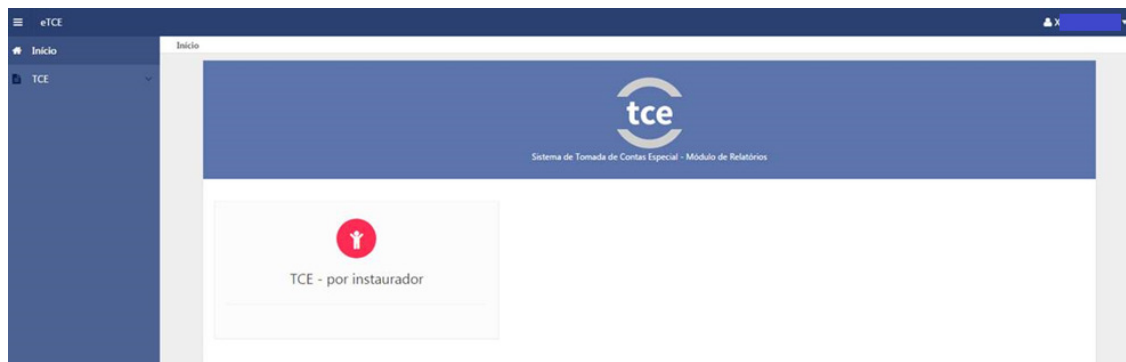 eTCE
X
Início
TCE
Início
tce
Sistema de Tomada de Contas Especial - Módulo de Relatórios
TCE - por instaurador